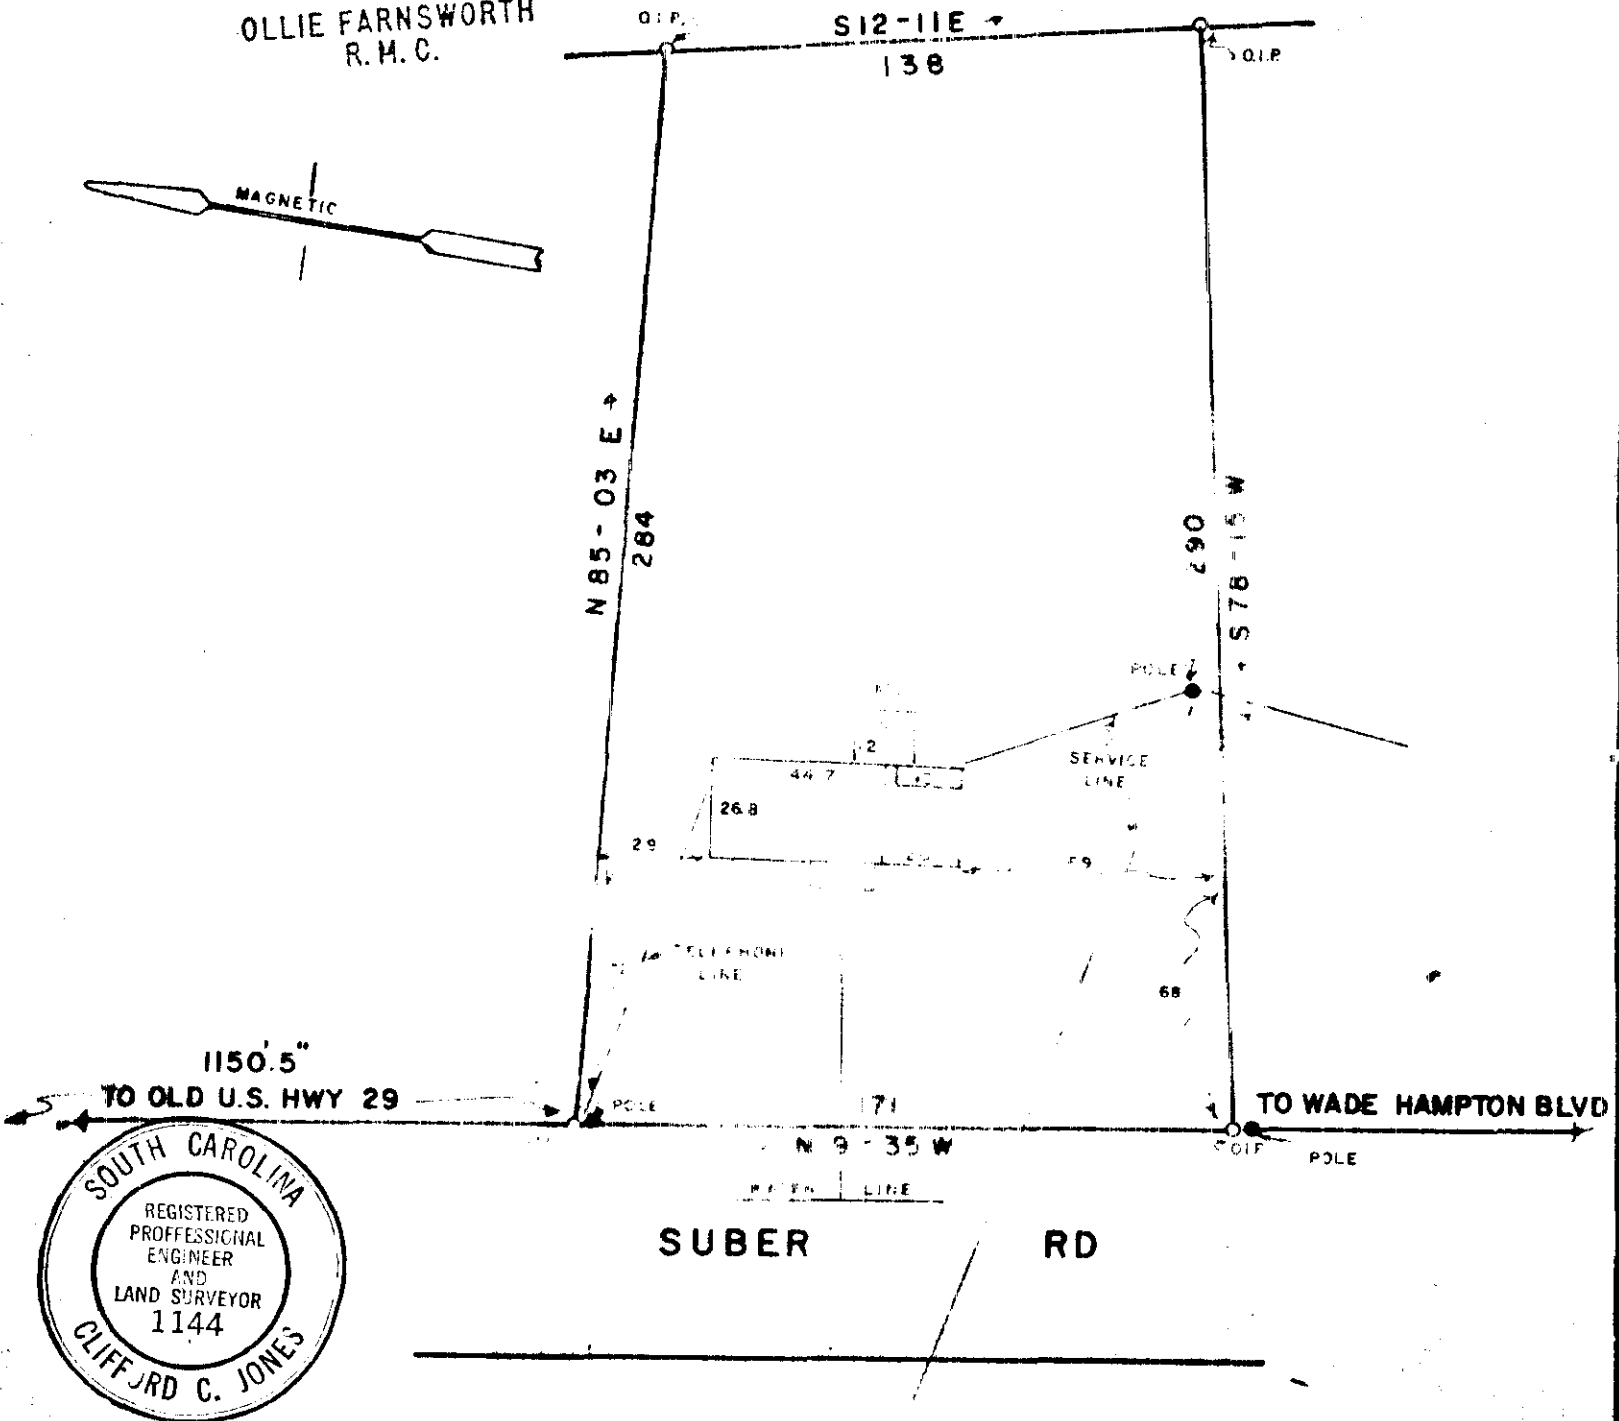 OLLIE FARNSWORTH
R. M. C.
O.I.P.
S12-11E
138
O.I.P.
MAGNETIC
N 85-03 E
284
290
S 78-15 W
POLE
2
44.7
SERVICE
LINE
26.8
29
TELEPHONE
LINE
68
1150'.5"
TO OLD U.S. HWY 29
POLE
171
TO WADE HAMPTON BLVD
N 9-35 W
OIP
POLE
WATER LINE
SUBER RD
SOUTH CAROLINA
REGISTERED
PROFFESSIONAL
ENGINEER
AND
LAND SURVEYOR
1144
CLIFFORD C. JONES